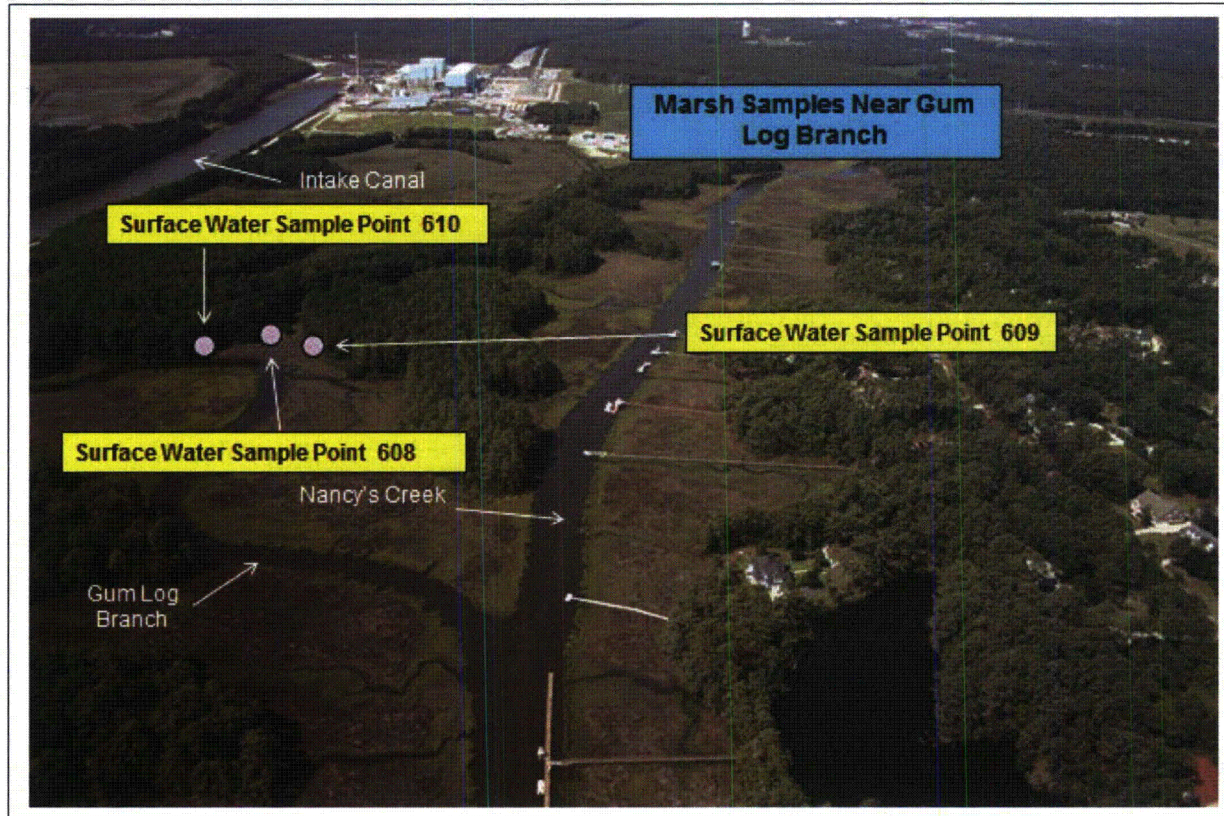 Marsh Samples Near Gum
Log Branch
Intake Canal
Surface Water Sample Point 610
Surface Water Sample Point 609
Surface Water Sample Point 608
Nancy's Creek
Gum Log
Branch